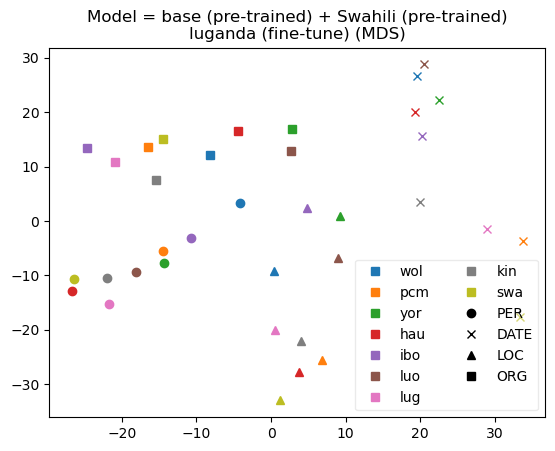 Model = base (pre-trained) + Swahili (pre-trained)
luganda (fine-tune) (MDS)
30
20
10
0
−10
−20
−30
−20
−10
0
10
20
30
wol
pcm
yor
hau
ibo
luo
lug
kin
swa
PER
DATE
LOC
ORG